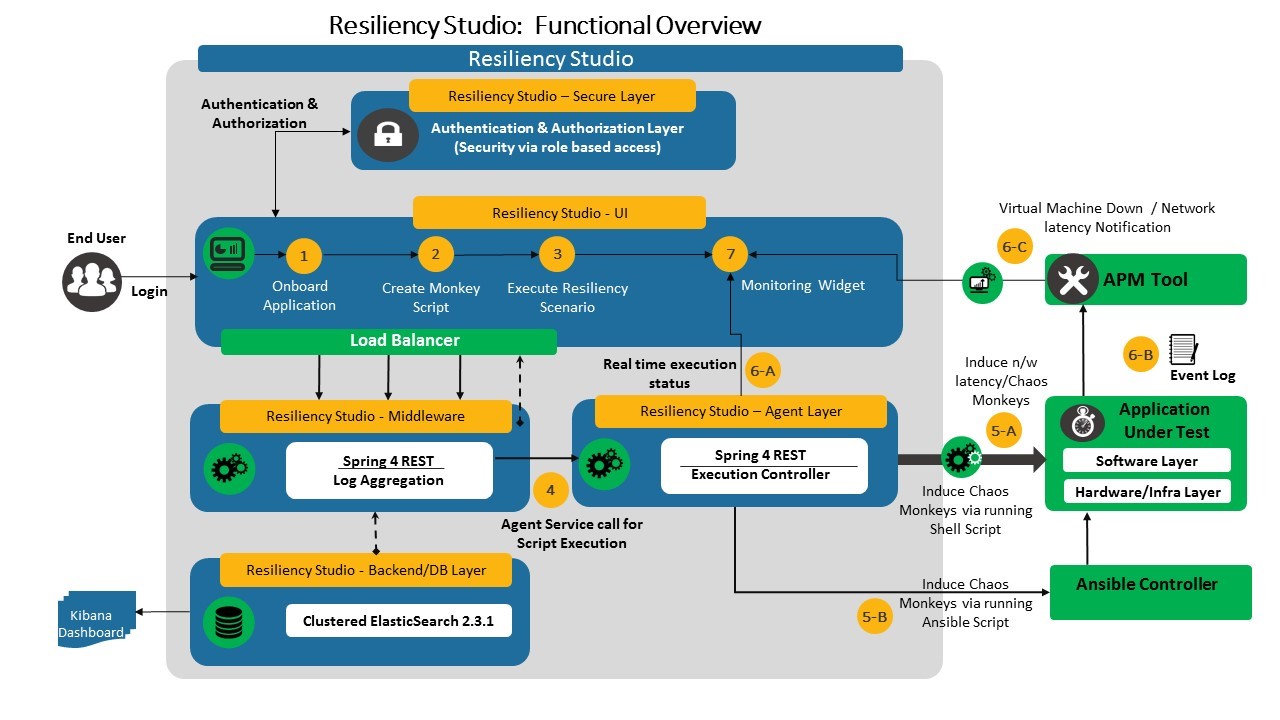 Resiliency Studio:  Functional Overview
Resiliency Studio
Resiliency Studio – Secure Layer
Authentication &
Authorization
Authentication & Authorization Layer
(Security via role based access)
Resiliency Studio - UI
End User
Login
1
Onboard
Application
2
Create Monkey
Script
3
Execute Resiliency
Scenario
7
Monitoring Widget
Virtual Machine Down  / Network
latency Notification
6-C
APM Tool
Load Balancer
Real time execution
status
6-A
6-B
Event Log
Induce n/w
latency/Chaos
Monkeys
5-A
Resiliency Studio - Middleware
Spring 4 REST
Log Aggregation
4
Agent Service call for
Script Execution
Resiliency Studio – Agent Layer
Spring 4 REST
Execution Controller
Induce Chaos
Monkeys via running
Shell Script
Application
Under Test
Software Layer
Hardware/Infra Layer
Resiliency Studio - Backend/DB Layer
Clustered ElasticSearch 2.3.1
Kibana
Dashboard
5-B
Induce Chaos
Monkeys via running
Ansible Script
Ansible Controller